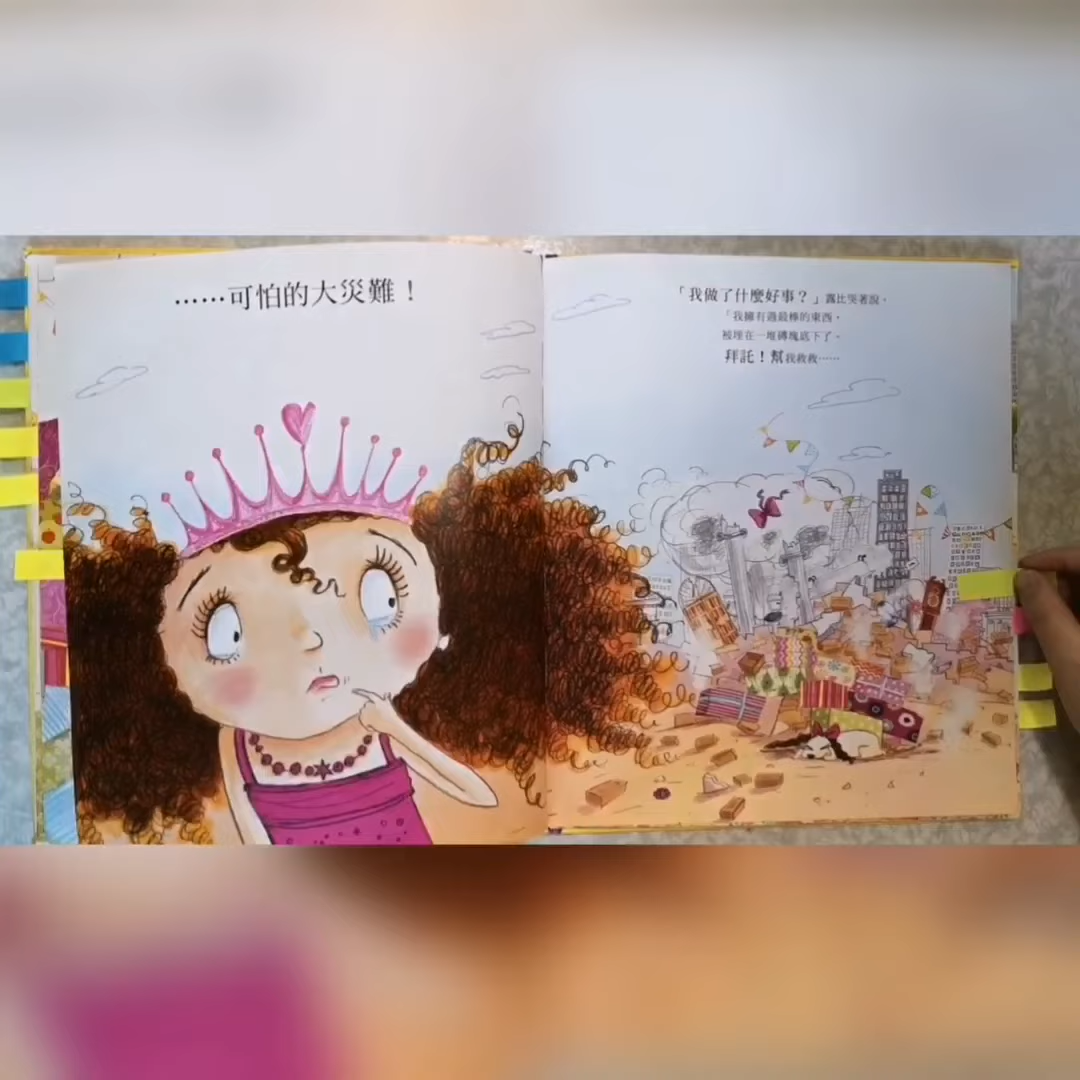 ……可怕的大災難！
「我做了什麼好事？」露比哭著說，
「我擁有過最棒的東西，
被埋在一堆磚塊底下了。
拜託！幫我救救……